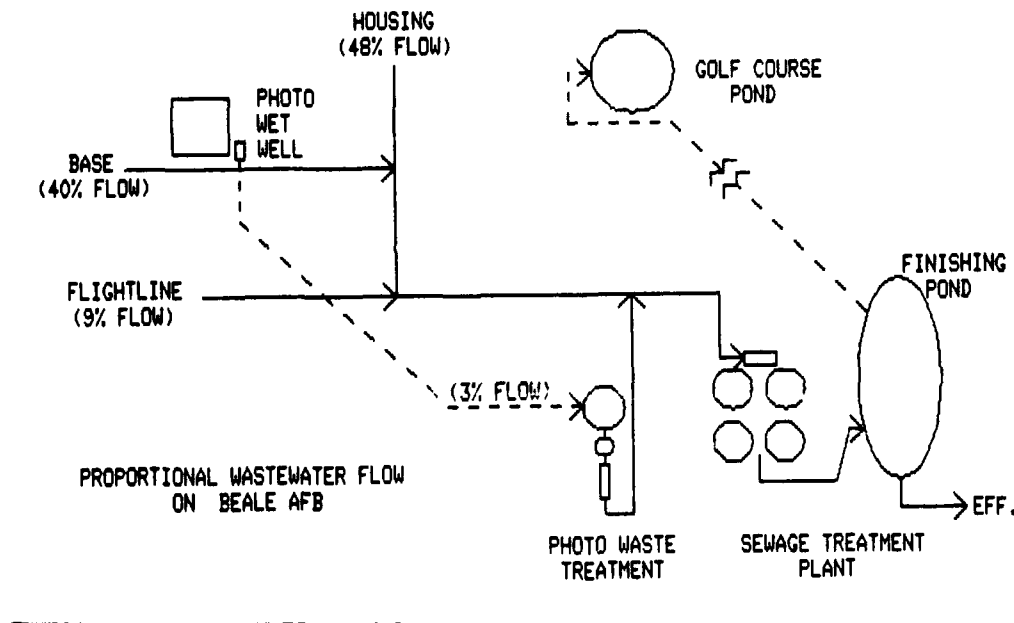 HOUSING
(48% FLOW)
GOLF COURSE
POND
PHOTO
WET
WELL
BASE
(40% FLOW)
FINISHING
POND
FLIGHTLINE
(9% FLOW)
(3% FLOW)
PROPORTIONAL WASTEWATER FLOW
ON BEALE AFB
EFF.
PHOTO WASTE
TREATMENT
SEWAGE TREATMENT
PLANT